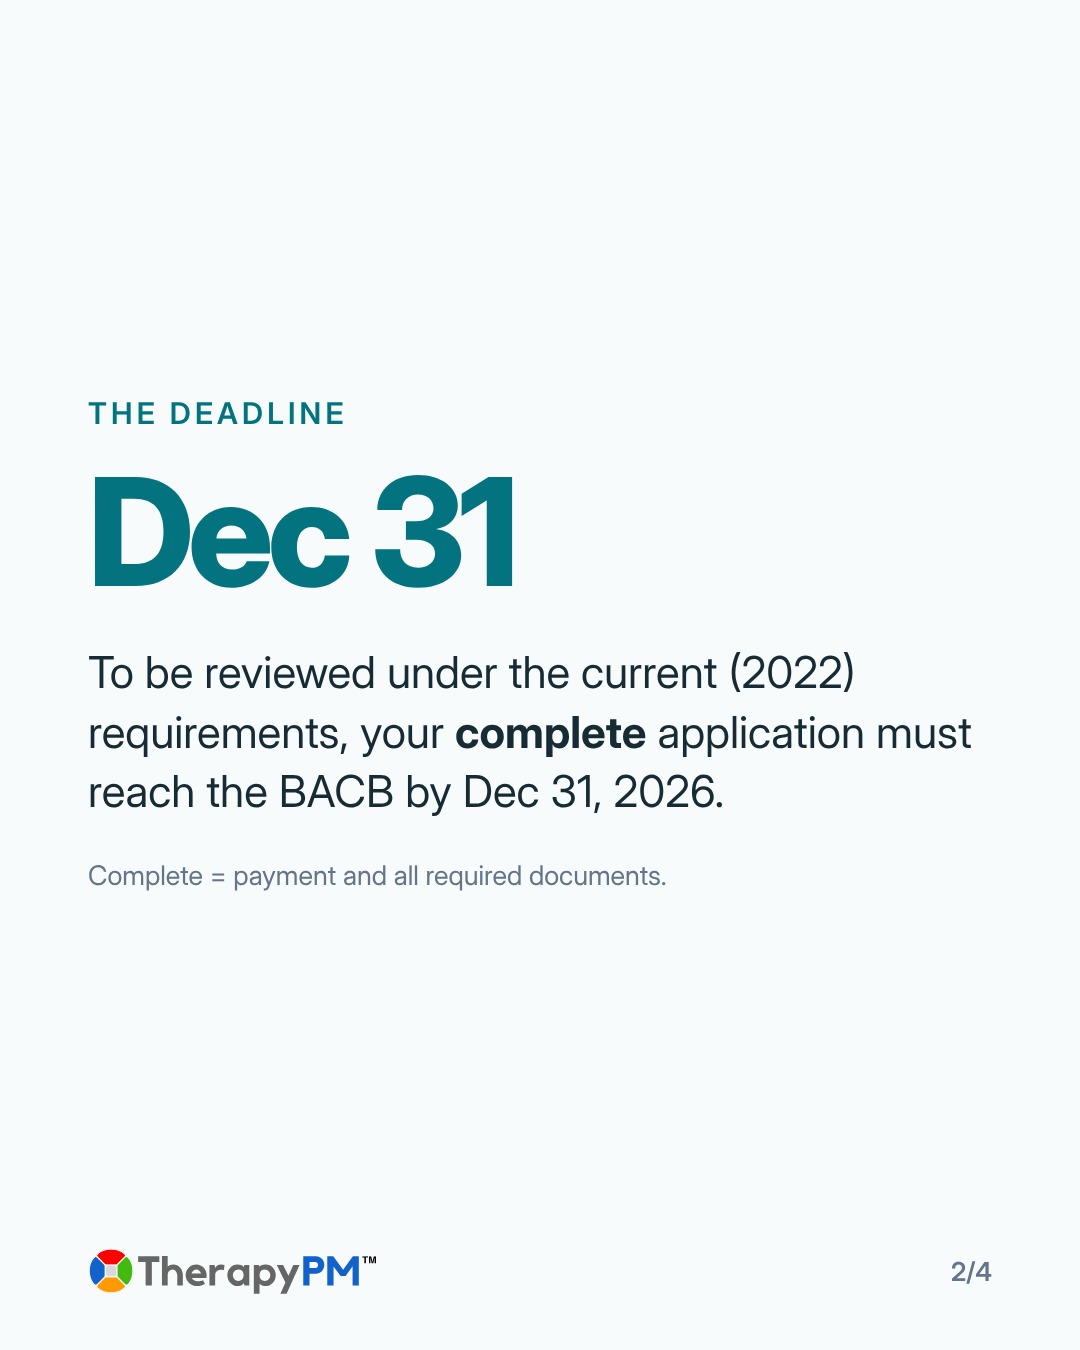 THE DEADLINE
Dec 31
To be reviewed under the current (2022)
requirements, your complete application must
reach the BACB by Dec 31, 2026.
Complete = payment and all required documents.
TherapyPM™
2/4